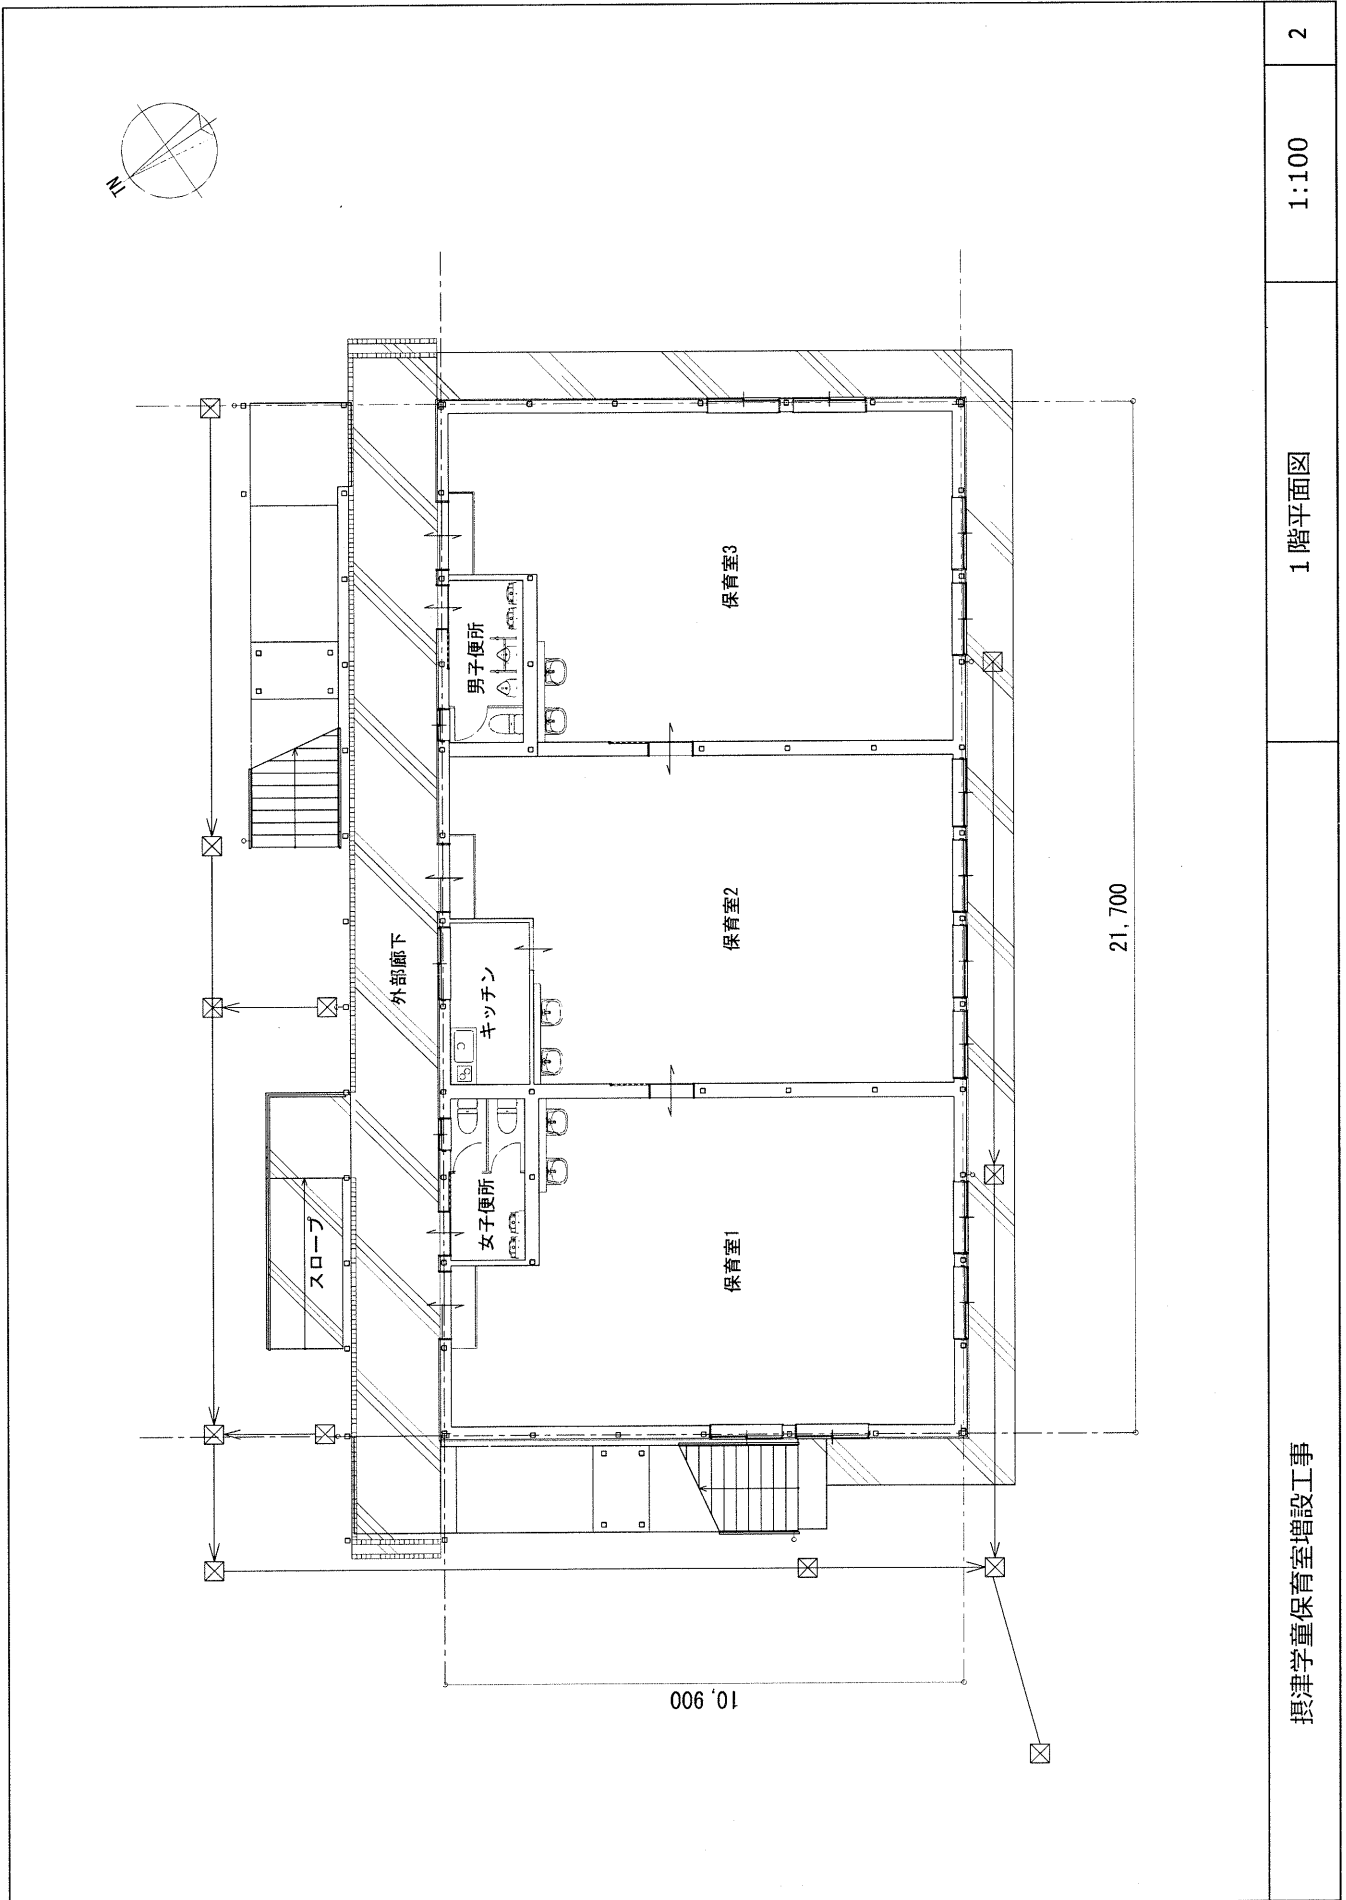 TN
外部廊下
スロープ
女子便所
キッチン
男子便所
保育室1
保育室2
保育室3
21,700
10,900
摂津学童保育室増設工事
1階平面図
1:100
2